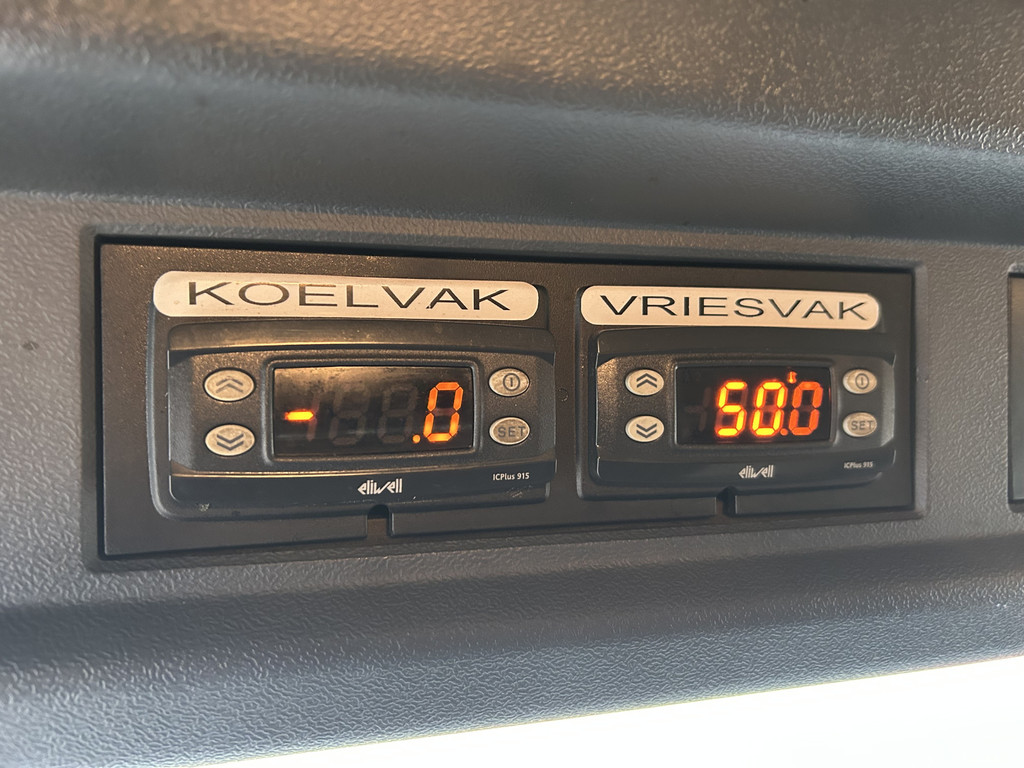 KOELVAK
VRIESVAK
- .0
50.0
SET
SET
eliwell
ICPlus 915
eliwell
ICPlus 915